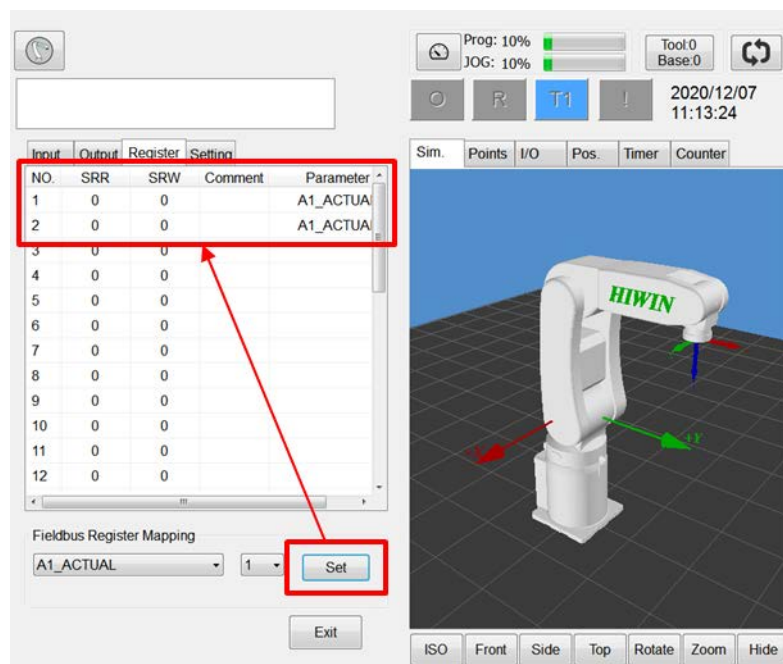 Prog: 10%
JOG: 10%
Tool:0
Base:0
O R T1 !
2020/12/07
11:13:24
Input Output Register Setting
Sim. Points I/O Pos. Timer Counter
NO. SRR SRW Comment Parameter
1 0 0 A1_ACTUAL
2 0 0 A1_ACTUAL
3 0 0
4 0 0
5 0 0
6 0 0
7 0 0
8 0 0
9 0 0
10 0 0
11 0 0
12 0 0
HIWIN
+X
+Y
Fieldbus Register Mapping
A1_ACTUAL 1 Set
Exit
ISO Front Side Top Rotate Zoom Hide